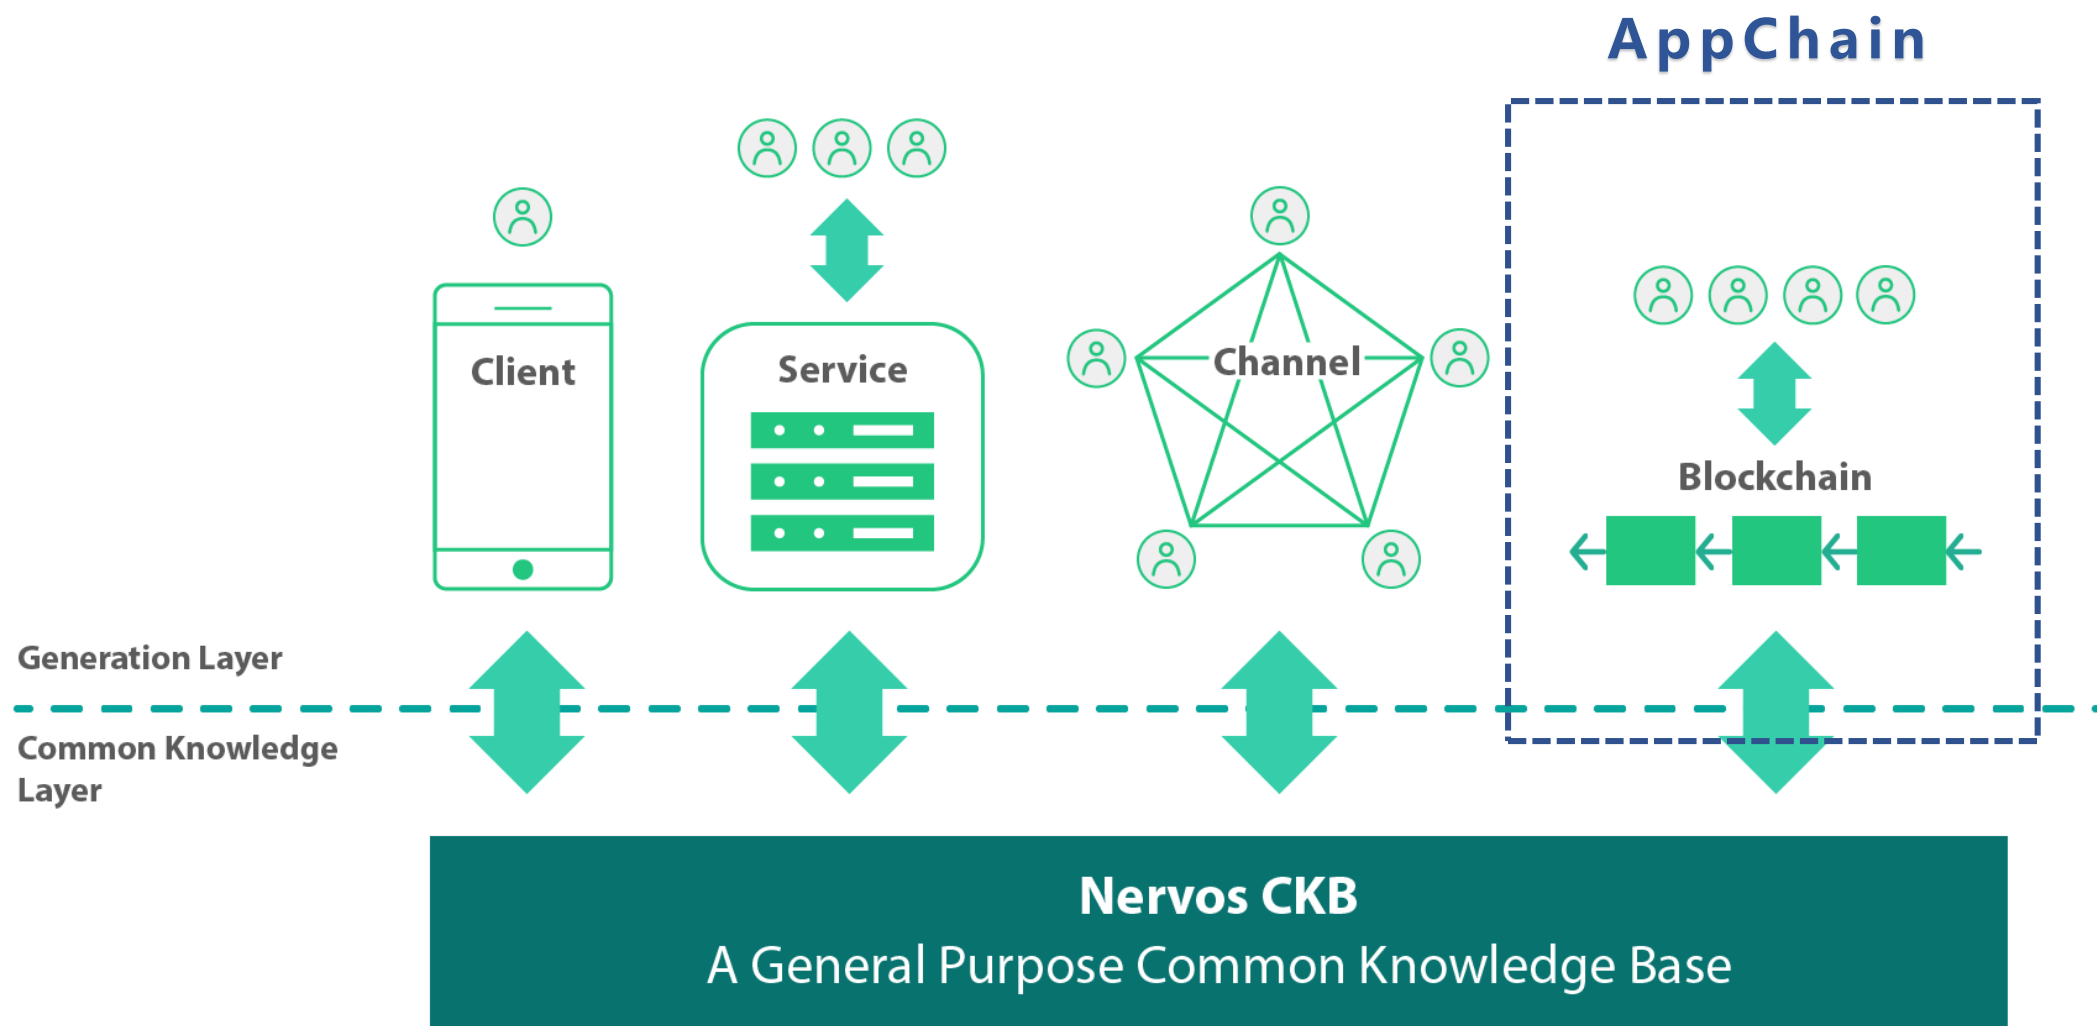 AppChain
Client
Service
Channel
Blockchain
Generation Layer
Common Knowledge
Layer
Nervos CKB
A General Purpose Common Knowledge Base